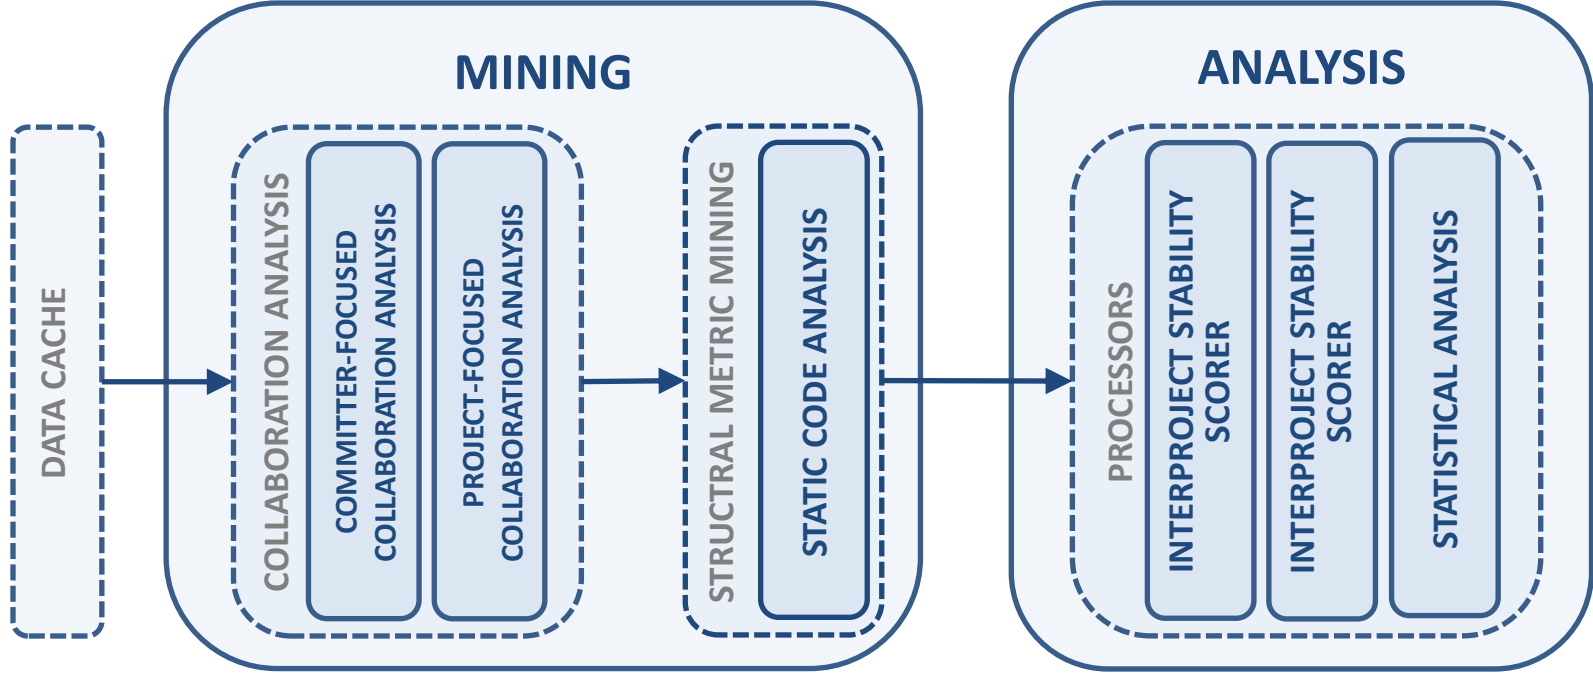 DATA CACHE
MINING
COLLABORATION ANALYSIS
COMMITTER-FOCUSED
COLLABORATION ANALYSIS
PROJECT-FOCUSED
COLLABORATION ANALYSIS
STRUCTRAL METRIC MINING
STATIC CODE ANALYSIS
ANALYSIS
PROCESSORS
INTERPROJECT STABILITY
SCORER
INTERPROJECT STABILITY
SCORER
STATISTICAL ANALYSIS